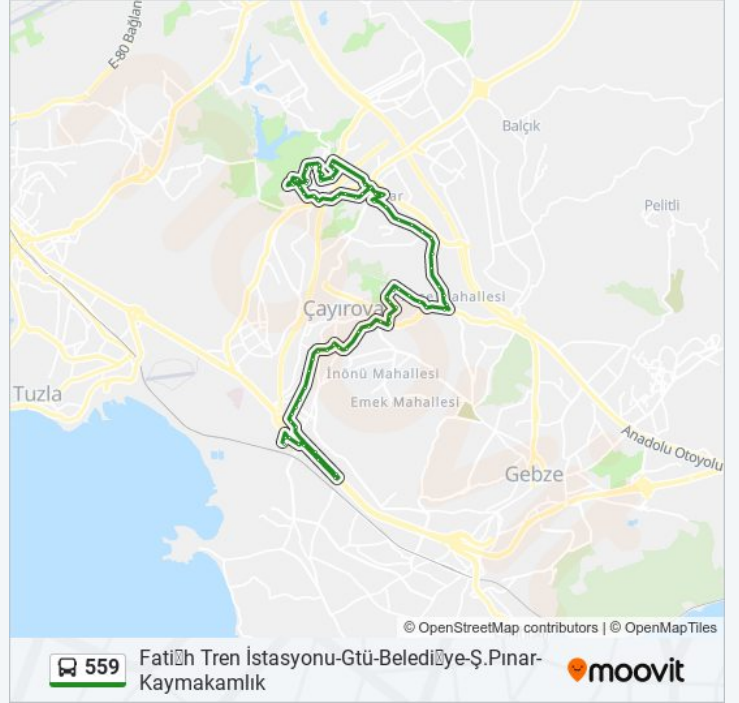 E-80 Bağlan
Balçık
Pelitli
ar
Mahallesi
Çayırova
İnönü Mahallesi
Tuzla
Emek Mahallesi
Anadolu Otoyolu
Gebze
© OpenStreetMap contributors | © OpenMapTiles
559
Fati͏h Tren İstasyonu-Gtü-Beledi͏ye-Ş.Pınar-
Kaymakamlık
moovit